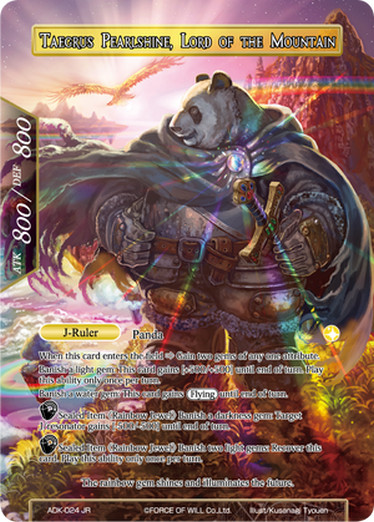 Taegrus Pearlshine, Lord of the Mountain
ATK 800 / DEF 800
J-Ruler Panda
When this card enters the field ⇒ Gain two gems of any one attribute.
Banish a light gem: This card gains [+500/+500] until end of turn. Play
this ability only once per turn.
Banish a water gem: This card gains Flying until end of turn.
Sealed Item (Rainbow Jewel) Banish a darkness gem: Target
J/resonator gains [-500/-500] until end of turn.
Sealed Item (Rainbow Jewel) Banish two light gems: Recover this
card. Play this ability only once per turn.
The rainbow gem shines and illuminates the future.
ADK-024 JR ©FORCE OF WILL Co.,Ltd. Illust/Kusanagi Tyouen